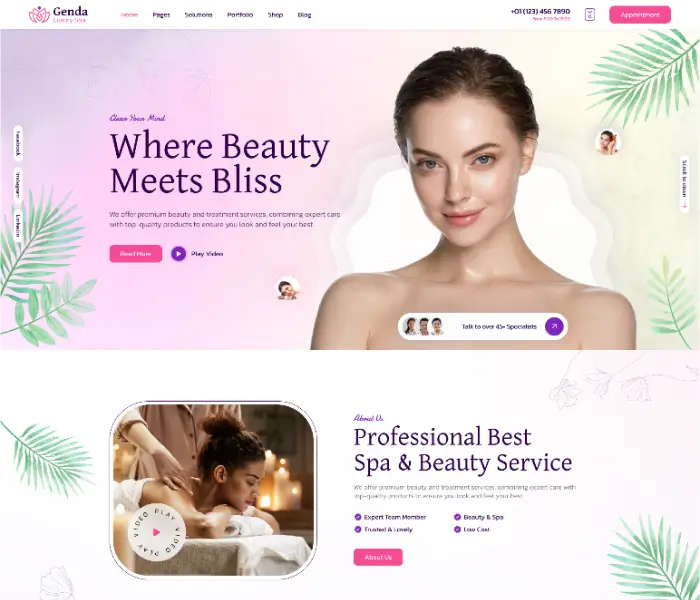 Genda
Luxury Spa
Home Pages Solutions Portfolio Shop Blog
+01 (123) 456 7890
Appointment
Clear Your Mind
Where Beauty
Meets Bliss
We offer premium beauty and treatment services, combining expert care
with top-quality products to ensure you look and feel your best.
Read More
Play Video
Facebook
Instagram
Linkedin
Scroll to down
Talk to over 45+ Specialists
About Us
Professional Best
Spa & Beauty Service
We offer premium beauty and treatment services, combining expert care with
top-quality products to ensure you look and feel your best.
Expert Team Member
Beauty & Spa
Trusted & Lovely
Low Cost
VIDEO PLAY VIDEO PLAY
About Us